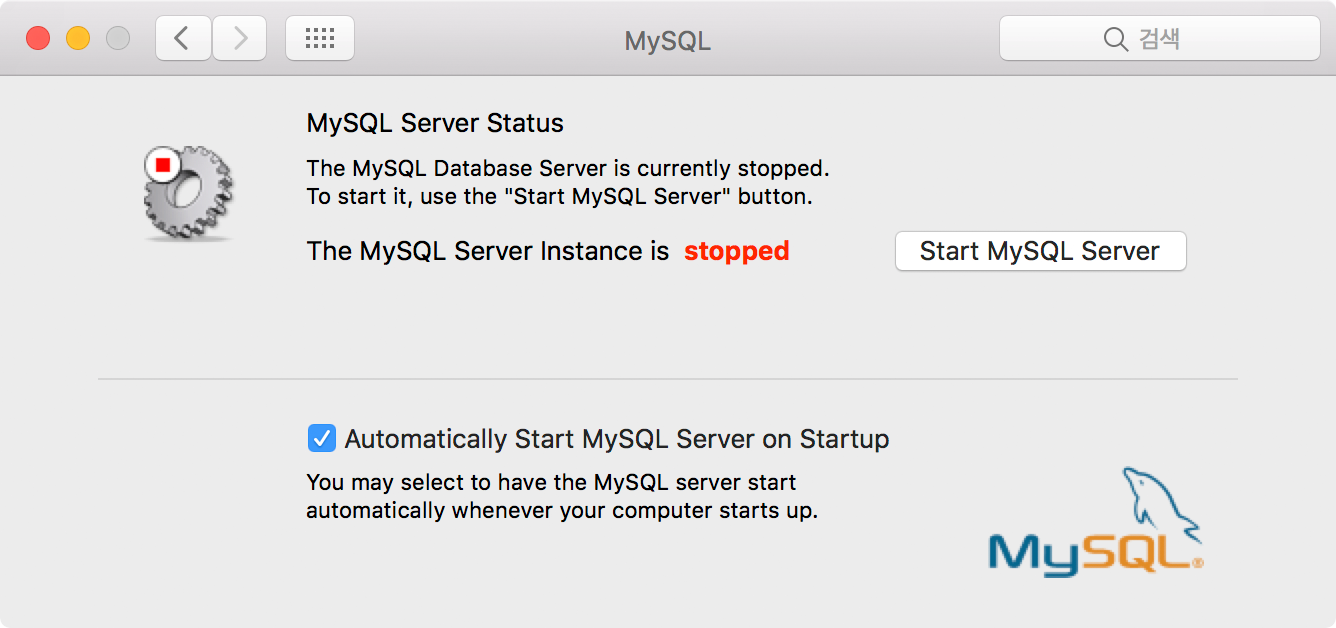 MySQL
검색
MySQL Server Status
The MySQL Database Server is currently stopped.
To start it, use the "Start MySQL Server" button.
The MySQL Server Instance is stopped
Start MySQL Server
Automatically Start MySQL Server on Startup
You may select to have the MySQL server start
automatically whenever your computer starts up.
MySQL®